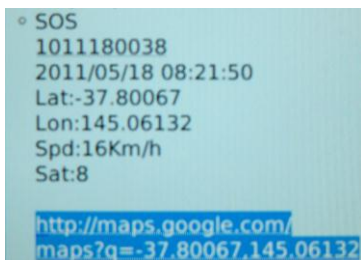 SOS
1011180038
2011/05/18 08:21:50
Lat:-37.80067
Lon:145.06132
Spd:16Km/h
Sat:8
http://maps.google.com/
maps?q=-37.80067,145.06132